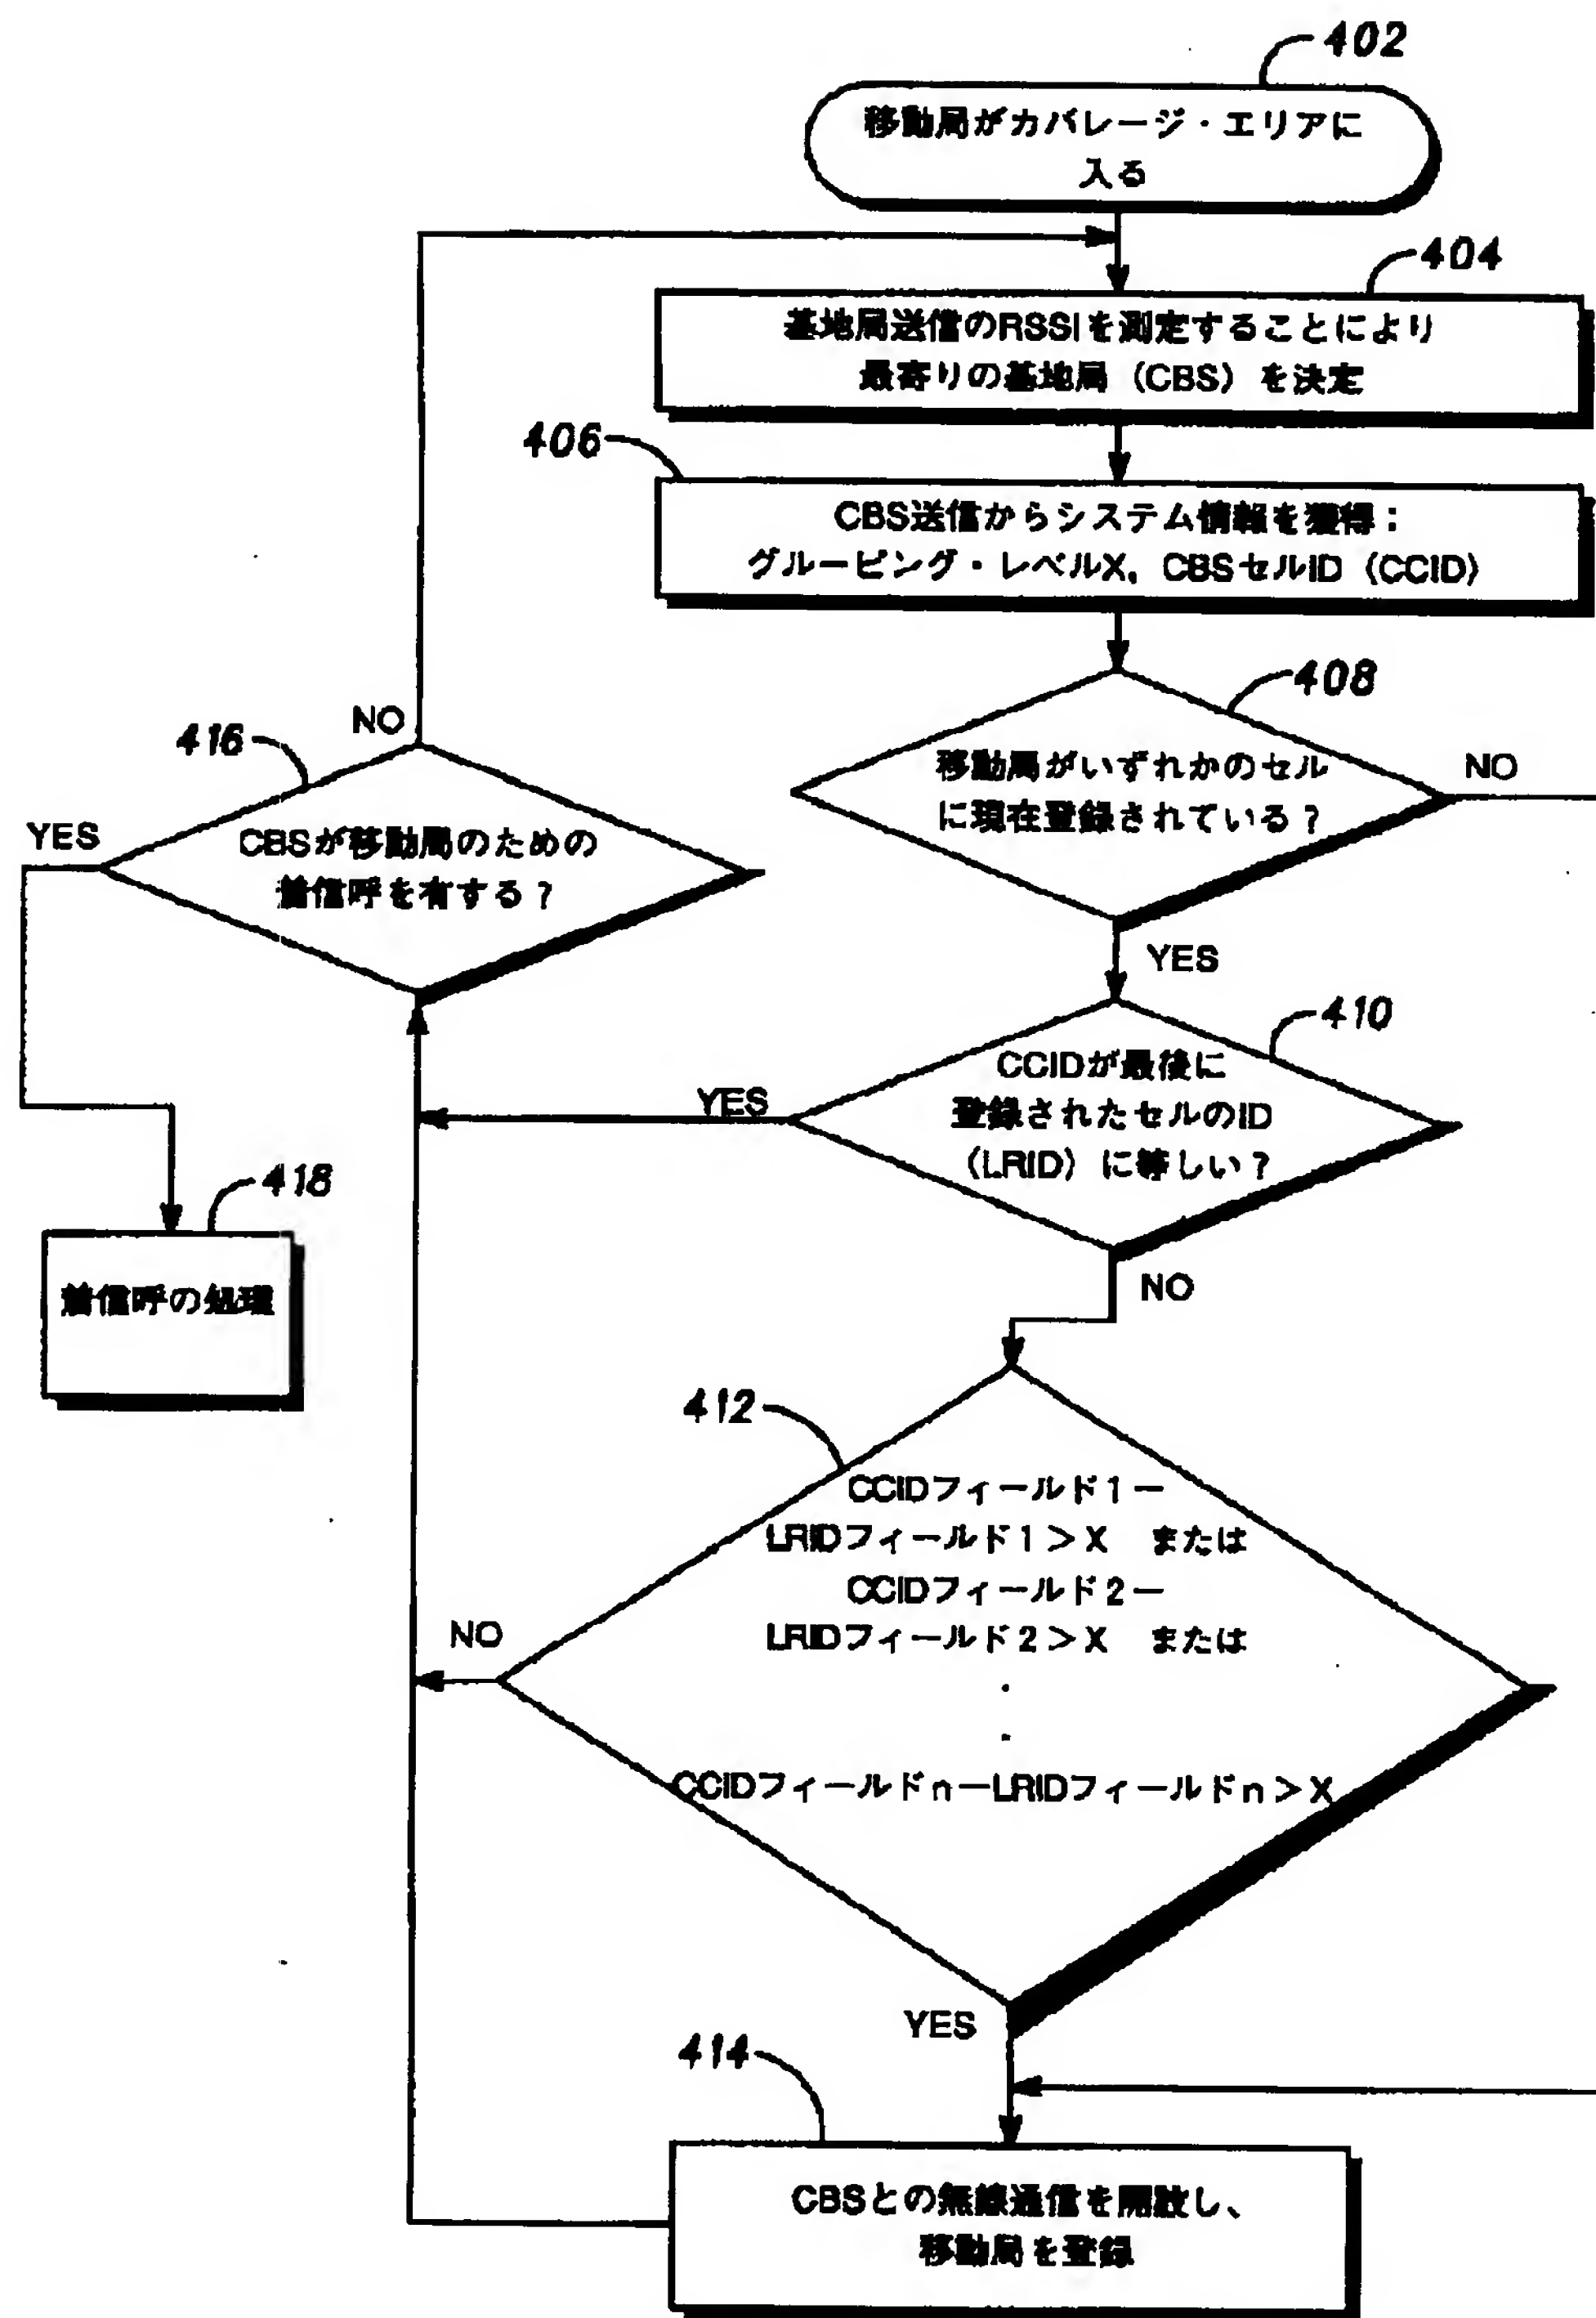 402
移動局がカバレージ・エリアに
入る
404
基地局送信のRSSIを測定することにより
最寄りの基地局（CBS）を決定
406
CBS送信からシステム情報を獲得：
グルーピング・レベルX，CBSセルID（CCID）
408
移動局がいずれかのセル
に現在登録されている？
NO
YES
416
NO
YES
CBSが移動局のための
着信呼を有する？
410
CCIDが最後に
登録されたセルのID
（LRID）に等しい？
YES
NO
418
着信呼の処理
412
CCIDフィールド1－
LRIDフィールド1＞X　または
CCIDフィールド2－
LRIDフィールド2＞X　または
・
・
CCIDフィールドn－LRIDフィールドn＞X
NO
YES
414
CBSとの無線通信を開放し、
移動局を登録